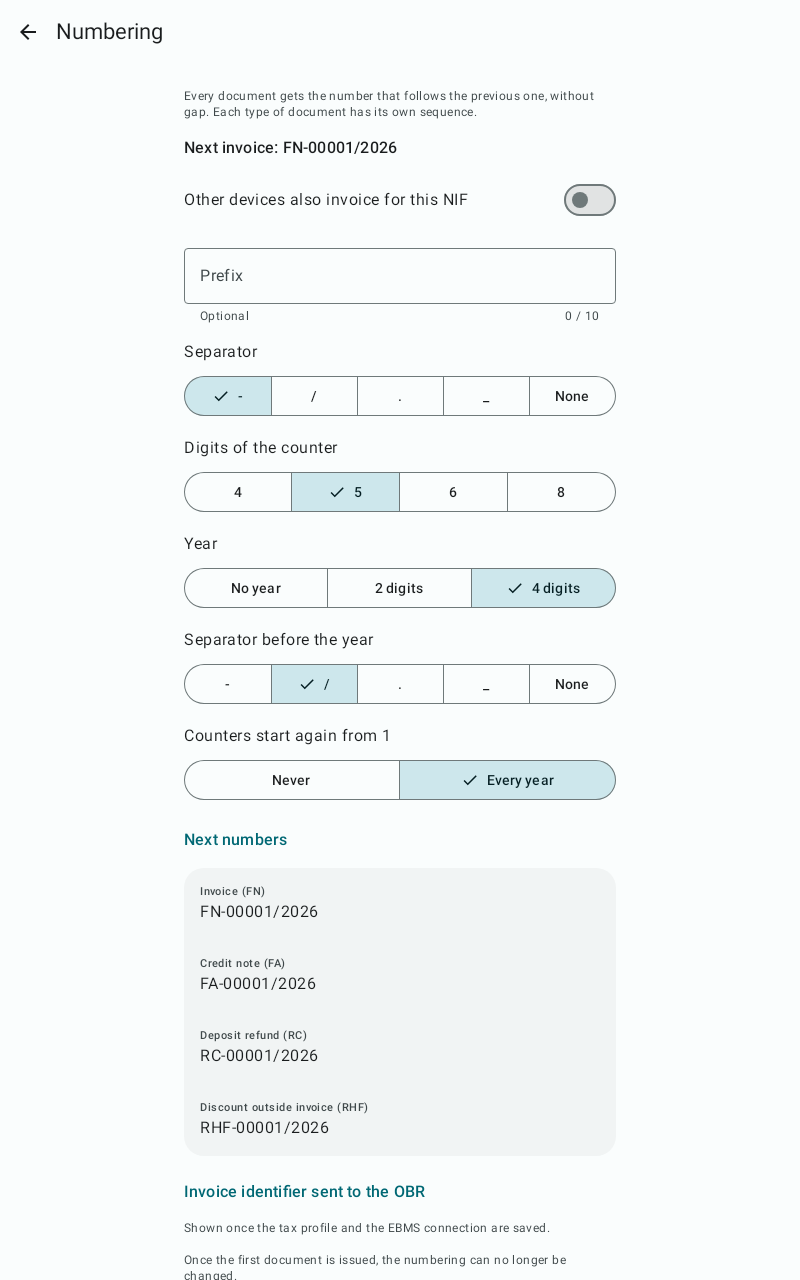 Numbering
Every document gets the number that follows the previous one, without
gap. Each type of document has its own sequence.
Next invoice: FN-00001/2026
Other devices also invoice for this NIF
Prefix
Optional 0 / 10
Separator
- / . _ None
Digits of the counter
4 5 6 8
Year
No year 2 digits 4 digits
Separator before the year
- / . _ None
Counters start again from 1
Never Every year
Next numbers
Invoice (FN)
FN-00001/2026
Credit note (FA)
FA-00001/2026
Deposit refund (RC)
RC-00001/2026
Discount outside invoice (RHF)
RHF-00001/2026
Invoice identifier sent to the OBR
Shown once the tax profile and the EBMS connection are saved.
Once the first document is issued, the numbering can no longer be
changed.